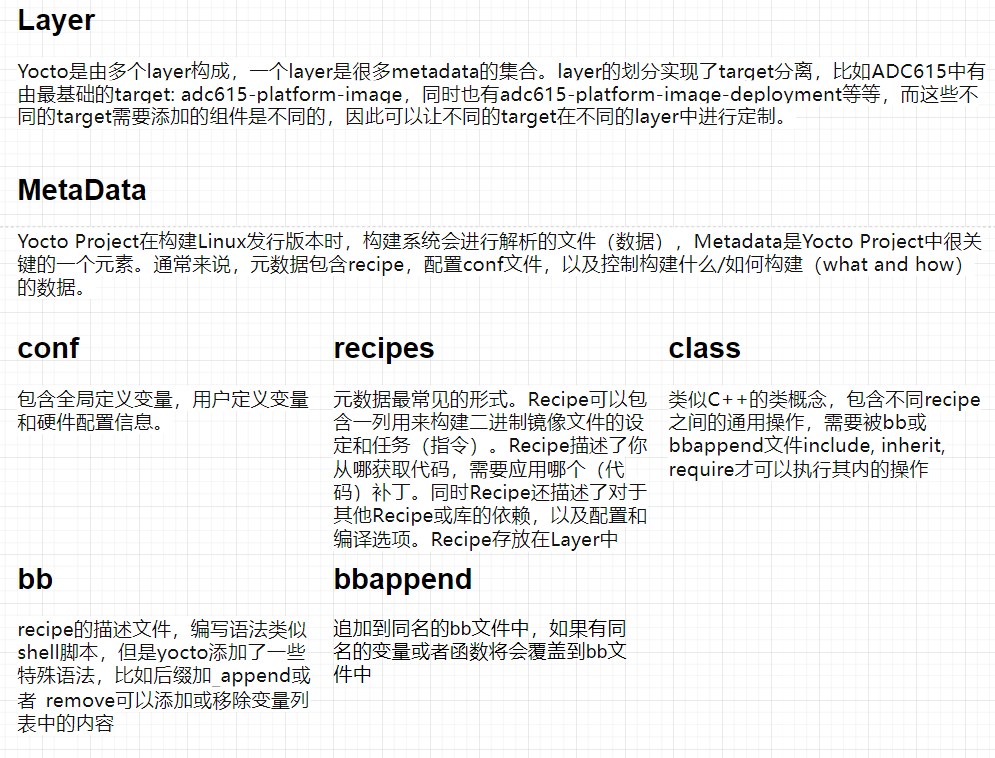 Layer
Yocto是由多个layer构成，一个layer是很多metadata的集合。layer的划分实现了target分离，比如ADC615中有
由最基础的target: adc615-platform-image，同时也有adc615-platform-image-deployment等等，而这些不
同的target需要添加的组件是不同的，因此可以让不同的target在不同的layer中进行定制。
MetaData
Yocto Project在构建Linux发行版本时，构建系统会进行解析的文件（数据），Metadata是Yocto Project中很关
键的一个元素。通常来说，元数据包含recipe，配置conf文件，以及控制构建什么/如何构建（what and how）
的数据。
conf
包含全局定义变量，用户定义变量
和硬件配置信息。
recipes
元数据最常见的形式。Recipe可以包
含一列用来构建二进制镜像文件的设
定和任务（指令）。Recipe描述了你
从哪获取代码，需要应用哪个（代
码）补丁。同时Recipe还描述了对于
其他Recipe或库的依赖，以及配置和
编译选项。Recipe存放在Layer中
class
类似C++的类概念，包含不同recipe
之间的通用操作，需要被bb或
bbappend文件include, inherit,
require才可以执行其内的操作
bb
recipe的描述文件，编写语法类似
shell脚本，但是yocto添加了一些
特殊语法，比如后缀加_append或
者_remove可以添加或移除变量列
表中的内容
bbappend
追加到同名的bb文件中，如果有同
名的变量或者函数将会覆盖到bb文
件中